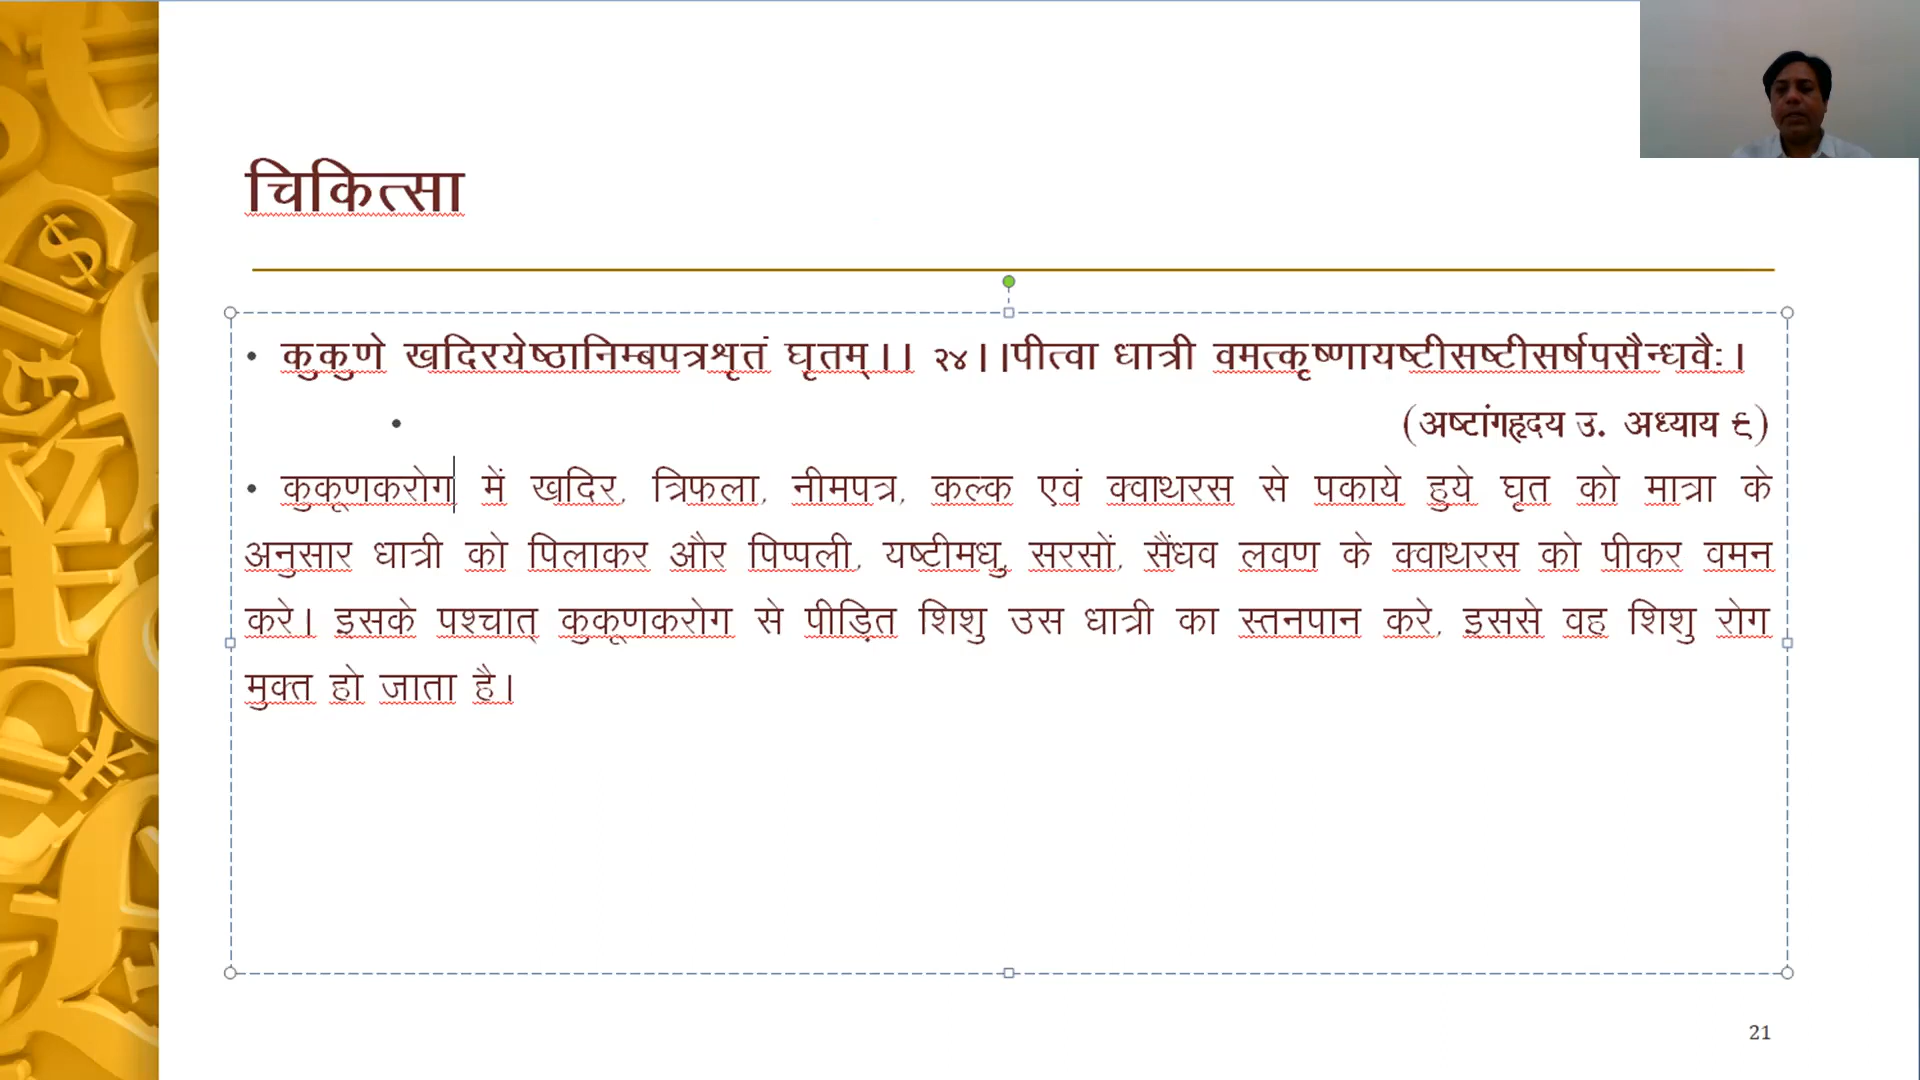 चिकित्सा
• कुकुणे खदिरयेष्ठानिम्बपत्रशृतं घृतम्।। २४।।पीत्वा धात्री वमत्कृष्णायष्टीसष्टीसर्षपसैन्धवैः।
• (अष्टांगहृदय उ. अध्याय ९)
• कुकूणकरोग में खदिर, त्रिफला, नीमपत्र, कल्क एवं क्वाथरस से पकाये हुये घृत को मात्रा के
अनुसार धात्री को पिलाकर और पिप्पली, यष्टीमधु, सरसों, सैंधव लवण के क्वाथरस को पीकर वमन
करे। इसके पश्चात् कुकूणकरोग से पीड़ित शिशु उस धात्री का स्तनपान करे, इससे वह शिशु रोग
मुक्त हो जाता है।
21